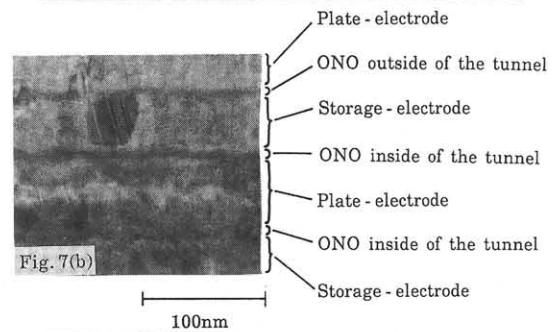 Plate - electrode
ONO outside of the tunnel
Storage - electrode
ONO inside of the tunnel
Plate - electrode
ONO inside of the tunnel
Storage - electrode
Fig. 7(b)
100nm